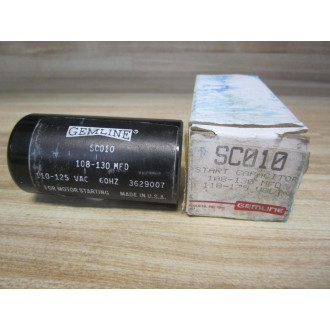 GEMLINE®
SC010
108-130 MFD
110-125 VAC 60HZ 3629007
FOR MOTOR STARTING MADE IN U.S.A.
SC010
START CAPACITOR
MFD
GEMLINE